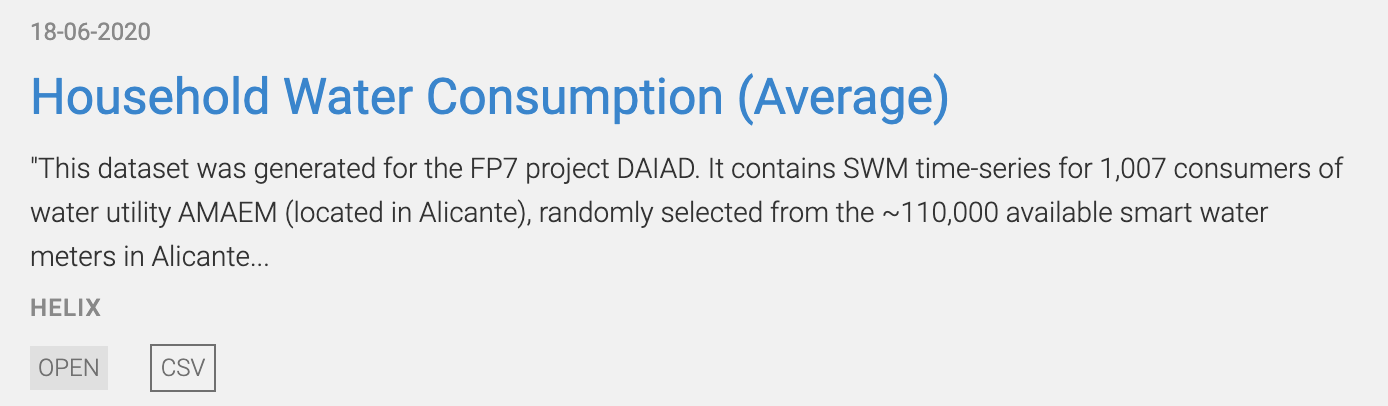 18-06-2020
Household Water Consumption (Average)
"This dataset was generated for the FP7 project DAIAD. It contains SWM time-series for 1,007 consumers of
water utility AMAEM (located in Alicante), randomly selected from the ~110,000 available smart water
meters in Alicante...
HELIX
OPEN CSV